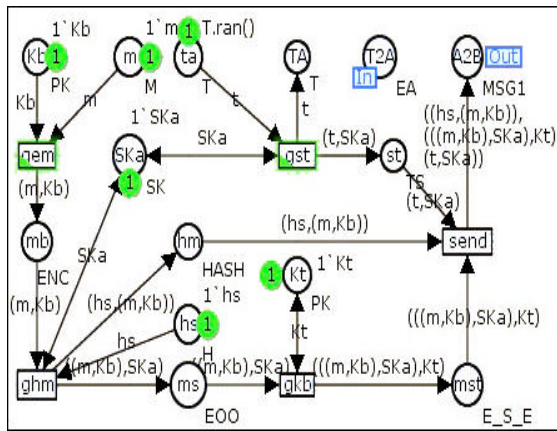 1`Kb
1`m
1
T.ran()
Kb
1
m
1
ta
TA
T2A
In
A2B
Out
PK
M
T
T
EA
MSG1
Kb
m
t
t
1`SKa
((hs,(m,Kb)),
(((m,Kb),SKa),Kt)
(t,SKa))
gem
SKa
SKa
gst
(t,SKa)
st
1
SK
TS
(t,SKa)
(m,Kb)
mb
ENC
SKa
hm
(hs,(m,Kb))
send
HASH
1
Kt
1`Kt
PK
(m,Kb)
(hs,(m,Kb))
1`hs
hs
hs
1
H
Kt
(((m,Kb),SKa),Kt)
ghm
((m,Kb),SKa)
ms
((m,Kb),SKa)
gkb
(((m,Kb),SKa),Kt)
mst
EOO
E_S_E